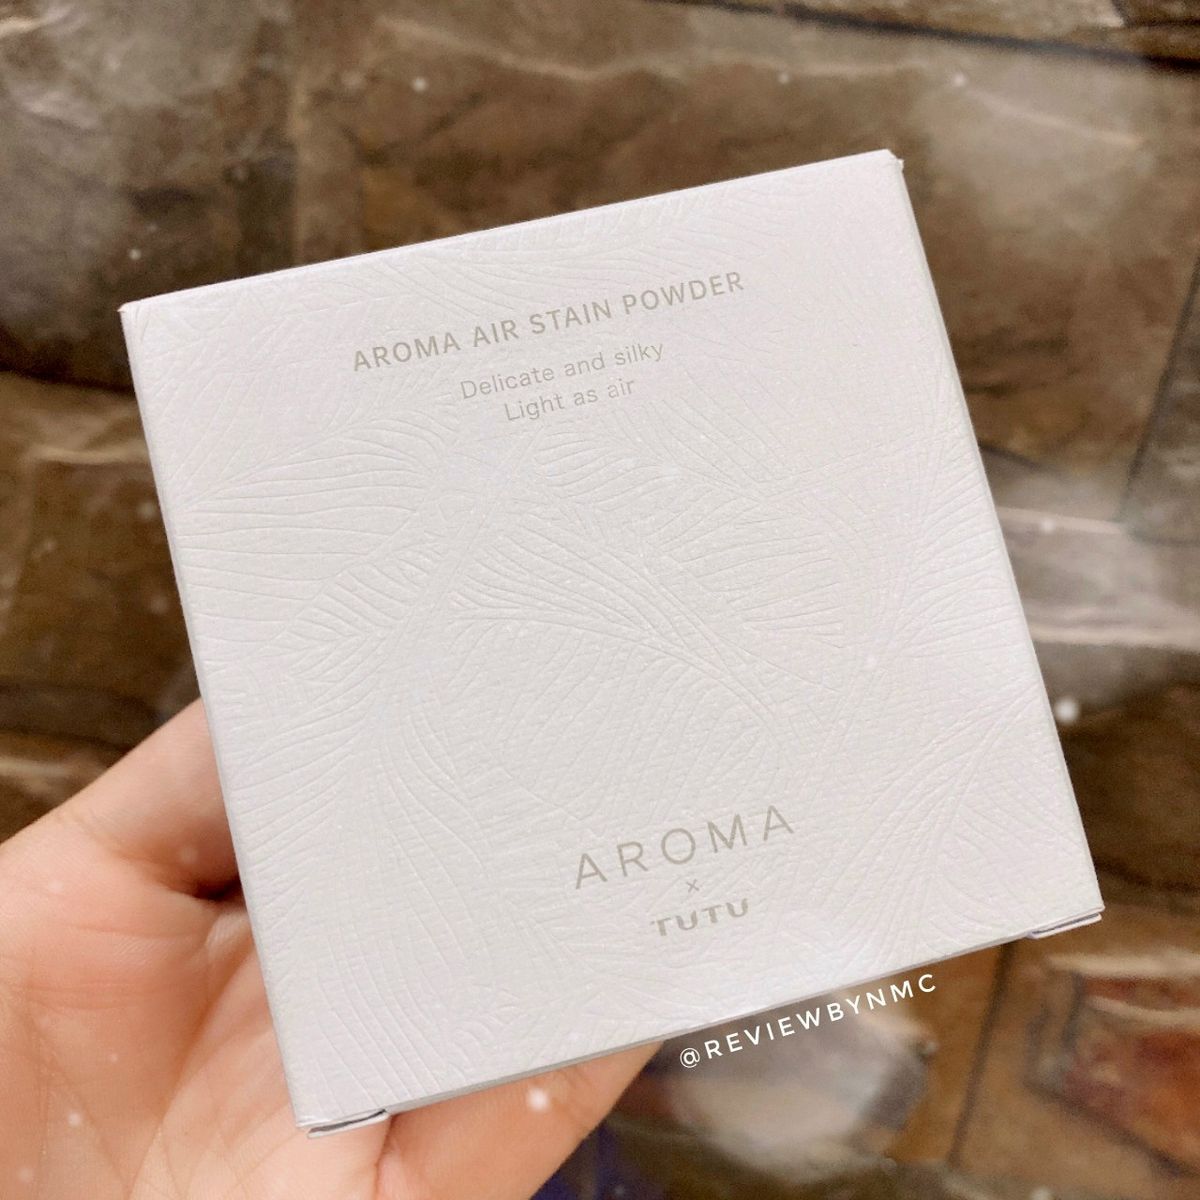 AROMA AIR STAIN POWDER
Delicate and silky
Light as air
AROMA
×
TUTU
@REVIEWBYNMC